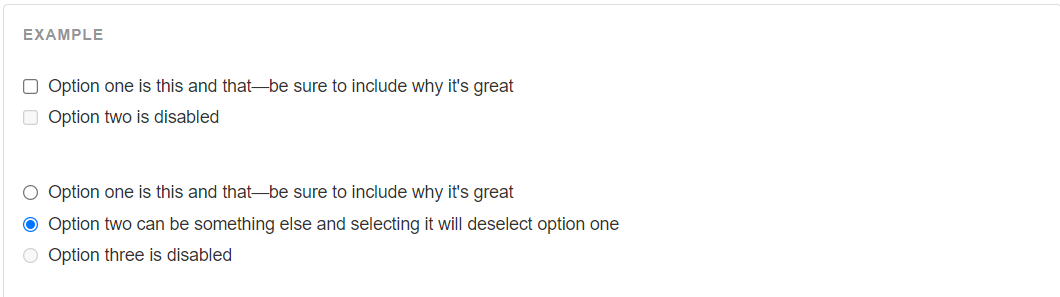 EXAMPLE
Option one is this and that—be sure to include why it's great
Option two is disabled
Option one is this and that—be sure to include why it's great
Option two can be something else and selecting it will deselect option one
Option three is disabled